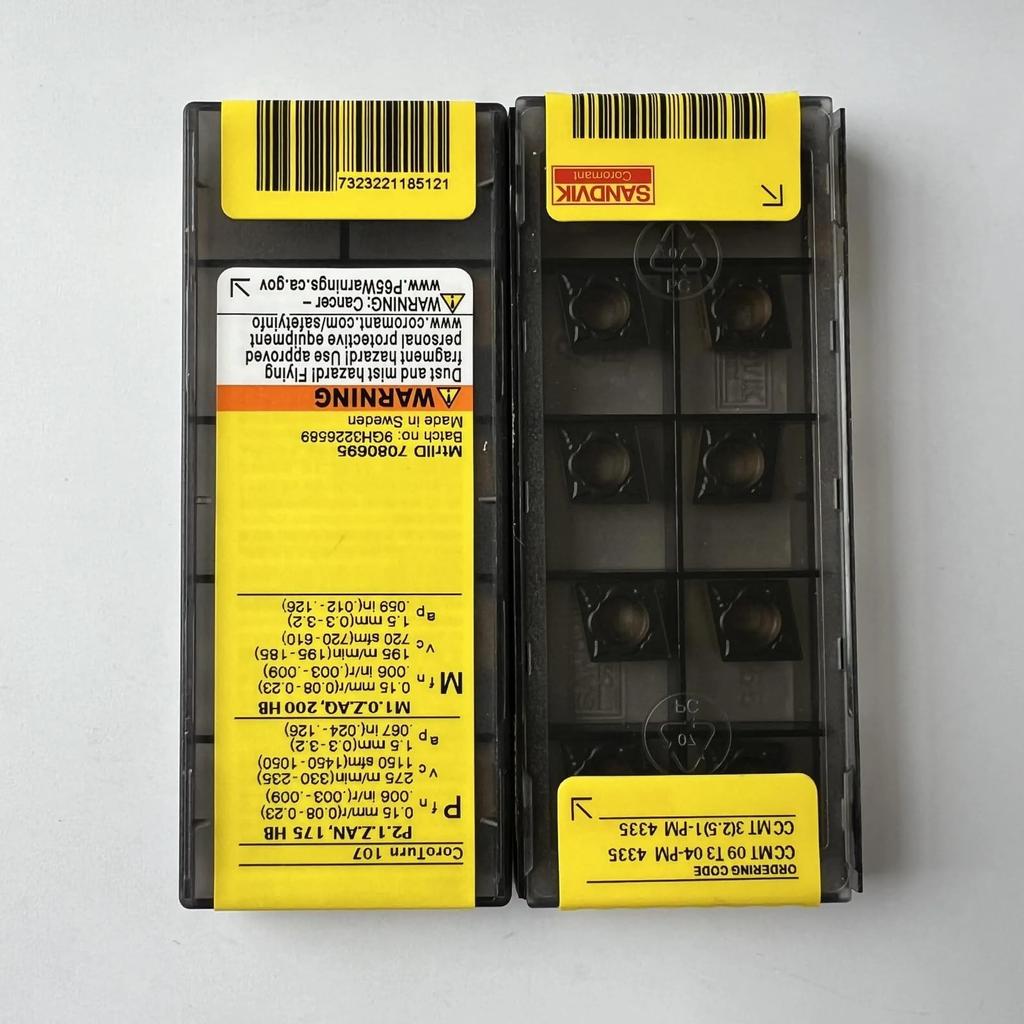 7323221185121
CoroTurn 107
P2.1.Z.AN, 175 HB
P fn 0.15 mm/r(0.08-0.23)
.006 in/r(.003-.009)
vc 275 m/min(330-235)
1150 sfm(1450-1050)
ap 1.5 mm(0.3-3.2)
.067 in(.024-.126)
M1.0.Z.AQ, 200 HB
M fn 0.15 mm/r(0.08-0.23)
.006 in/r(.003-.009)
vc 195 m/min(195-185)
720 sfm(720-610)
ap 1.5 mm(0.3-3.2)
.059 in(.012-.126)
MtrlID 7080695
Batch no: 9GH3226589
Made in Sweden
WARNING
Dust and mist hazard! Flying
fragment hazard! Use approved
personal protective equipment
www.coromant.com/safetyinfo
WARNING: Cancer –
www.P65Warnings.ca.gov
ORDERING CODE
CCMT 09 T3 04-PM 4335
CCMT 3(2.5)1-PM 4335
70
PC
70
PC
SANDVIK
Coromant